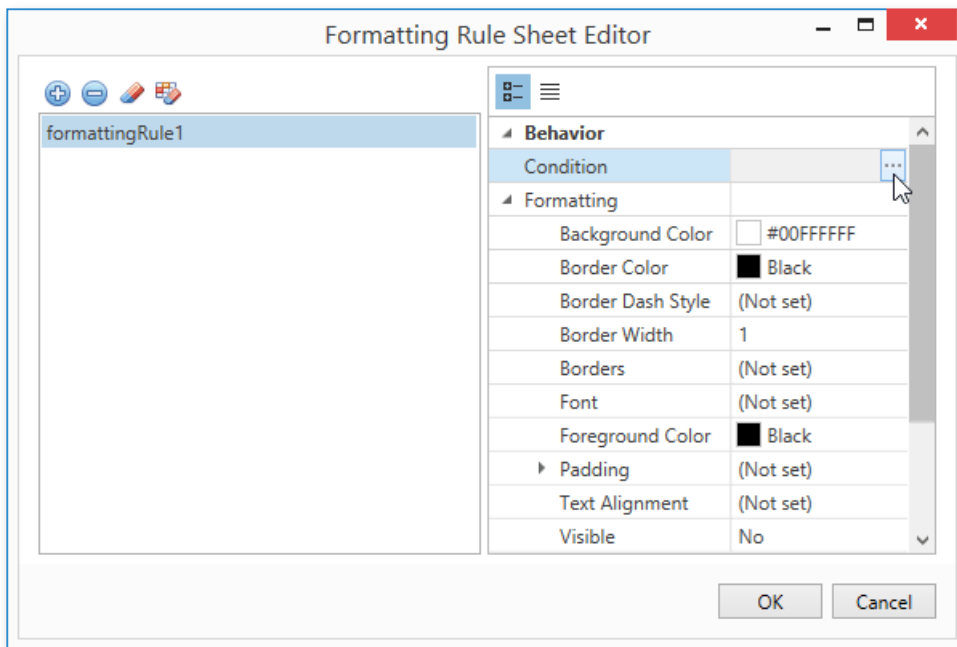 Formatting Rule Sheet Editor
formattingRule1
Behavior
Condition ...
Formatting
Background Color #00FFFFFF
Border Color Black
Border Dash Style (Not set)
Border Width 1
Borders (Not set)
Font (Not set)
Foreground Color Black
Padding (Not set)
Text Alignment (Not set)
Visible No
OK Cancel